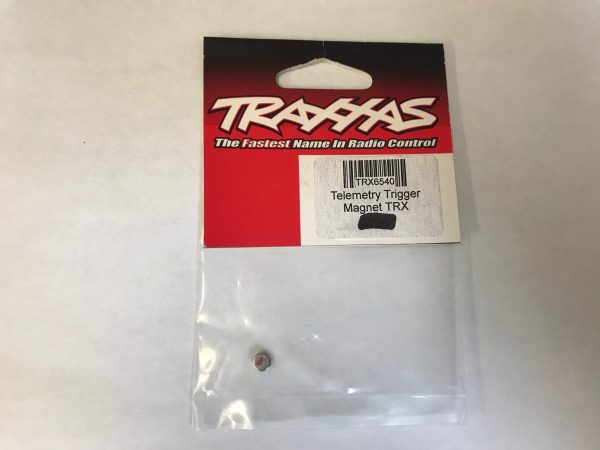 TRAXXAS
The Fastest Name In Radio Control
TRX6540
Telemetry Trigger
Magnet TRX